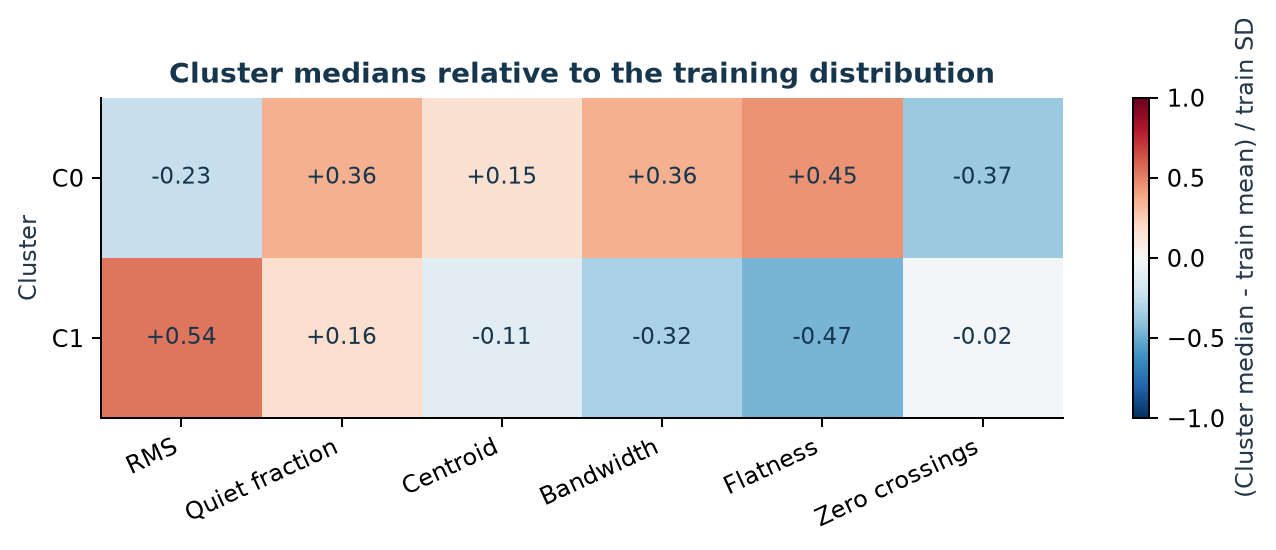 Cluster medians relative to the training distribution
Cluster
C0
-0.23 +0.36 +0.15 +0.36 +0.45 -0.37
C1
+0.54 +0.16 -0.11 -0.32 -0.47 -0.02
RMS
Quiet fraction
Centroid
Bandwidth
Flatness
Zero crossings
1.0
0.5
0.0
−0.5
−1.0
(Cluster median - train mean) / train SD